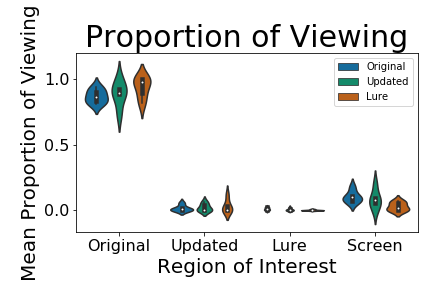 Proportion of Viewing
Mean Proportion of Viewing
1.0
0.5
0.0
Original
Updated
Lure
Original
Updated
Lure
Screen
Region of Interest